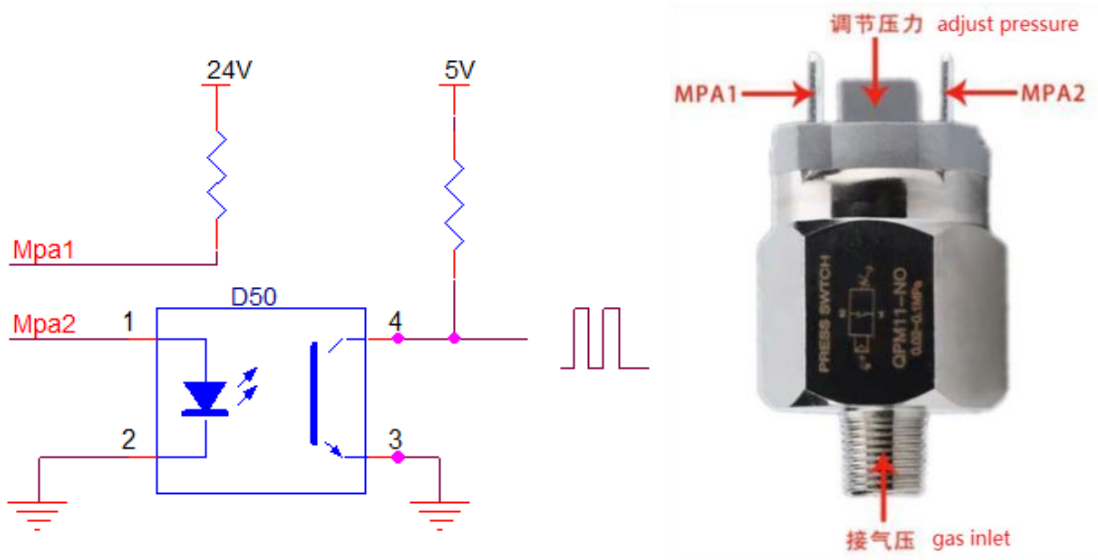 24V
5V
Mpa1
D50
Mpa2
1
4
2
3
调节压力 adjust pressure
MPA1
MPA2
PRESS SWTCH
QPM11-NO
0.02-0.1MPa
接气压 gas inlet